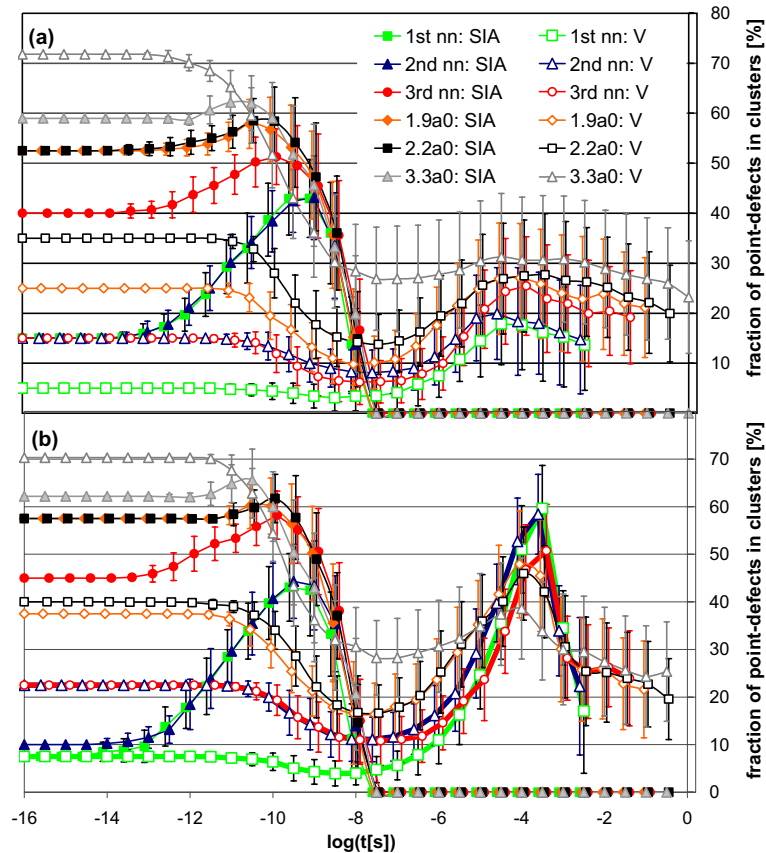 (a)
1st nn: SIA 1st nn: V
2nd nn: SIA 2nd nn: V
3rd nn: SIA 3rd nn: V
1.9a0: SIA 1.9a0: V
2.2a0: SIA 2.2a0: V
3.3a0: SIA 3.3a0: V
80
70
60
50
40
30
20
10
0
fraction of point-defects in clusters [%]
(b)
70
60
50
40
30
20
10
0
fraction of point-defects in clusters [%]
-16 -14 -12 -10 -8 -6 -4 -2 0
log(t[s])